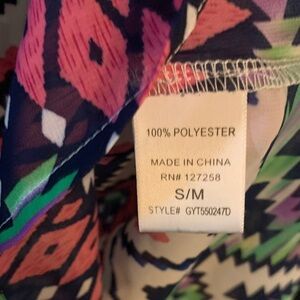 100% POLYESTER
MADE IN CHINA
RN# 127258
S/M
STYLE# GYT550247D